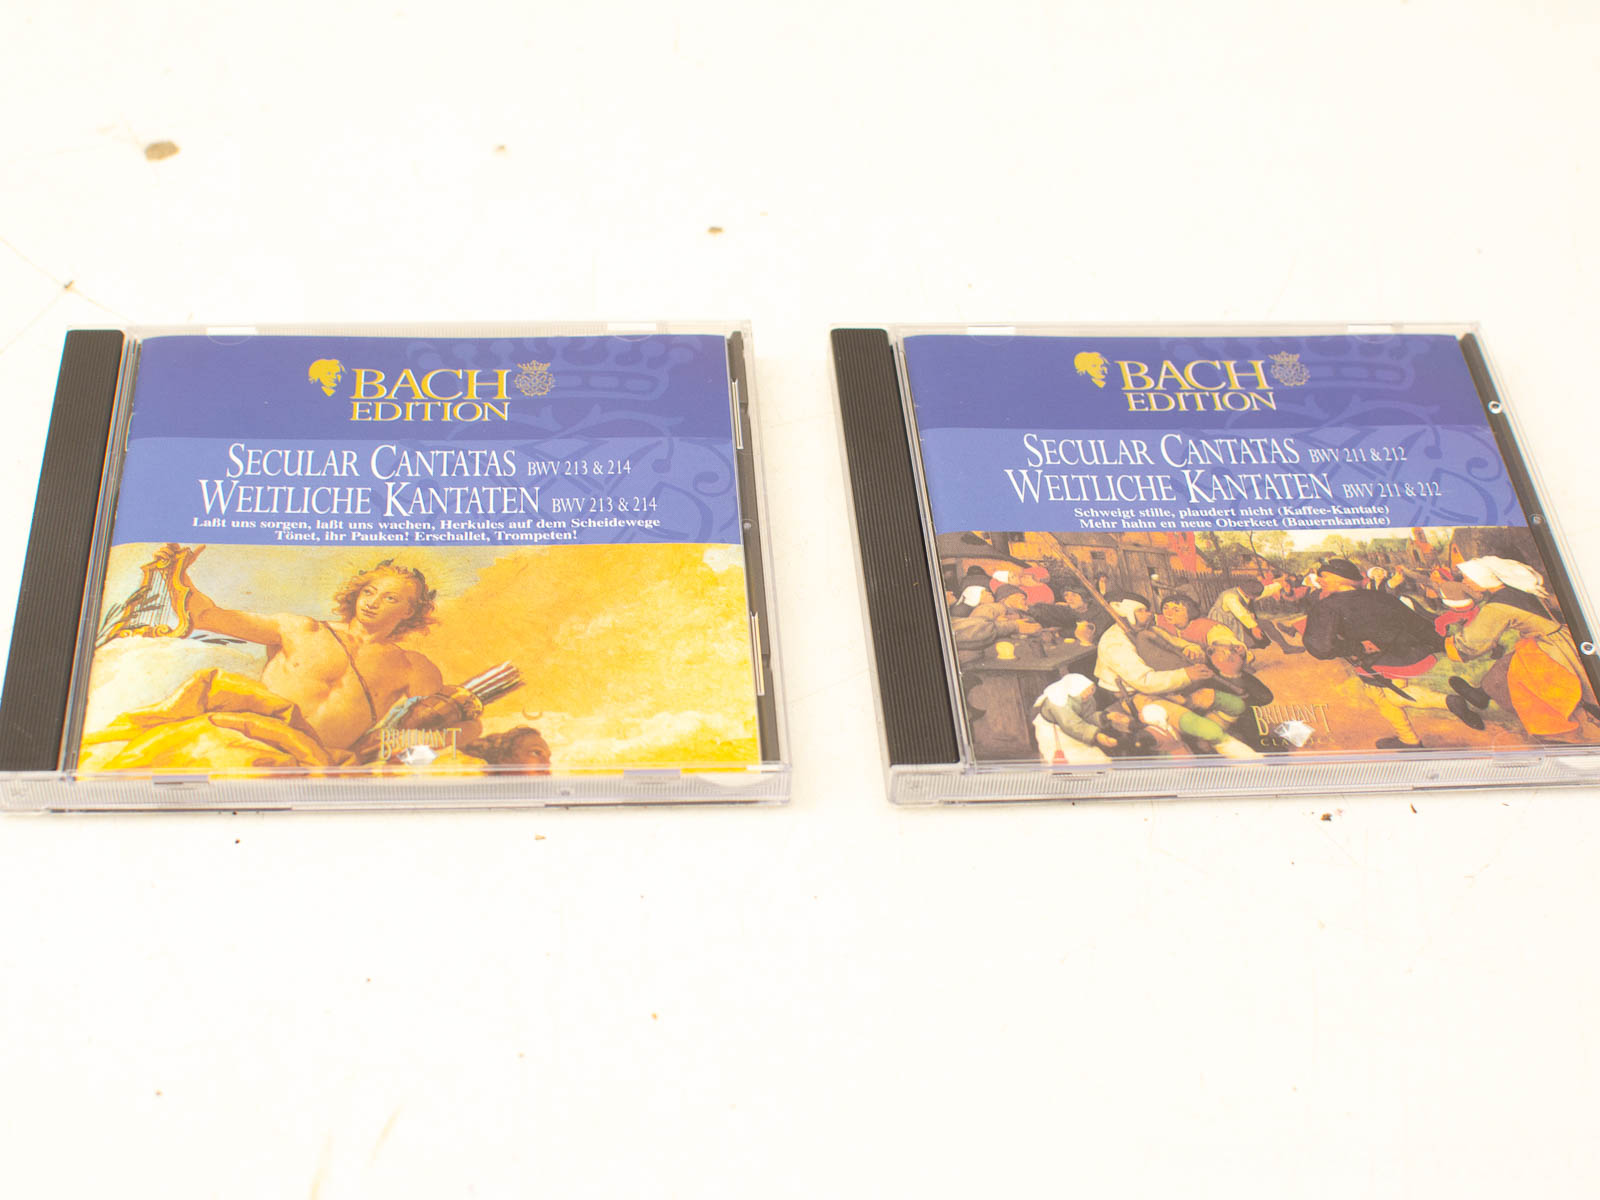 BACH
EDITION
SECULAR CANTATAS BWV 213 & 214
WELTLICHE KANTATEN BWV 213 & 214
Laßt uns sorgen, laßt uns wachen, Herkules auf dem Scheidewege
Tönet, ihr Pauken! Erschallet, Trompeten!
BRILLIANT
BACH
EDITION
SECULAR CANTATAS BWV 211 & 212
WELTLICHE KANTATEN BWV 211 & 212
Schweigt stille, plaudert nicht (Kaffee-Kantate)
Mehr hahn en neue Oberkeet (Bauernkantate)
BRILLIANT
CLASSICS